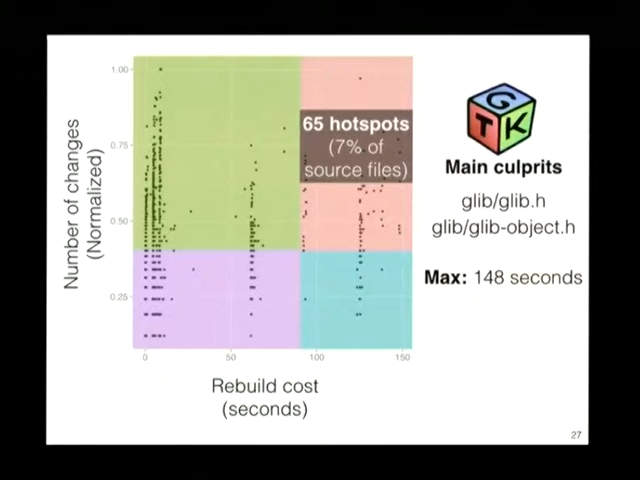 1.00
0.75
0.50
0.25
Number of changes
(Normalized)
0
50
100
150
Rebuild cost
(seconds)
65 hotspots
(7% of
source files)
G
T K
Main culprits
glib/glib.h
glib/glib-object.h
Max: 148 seconds
27